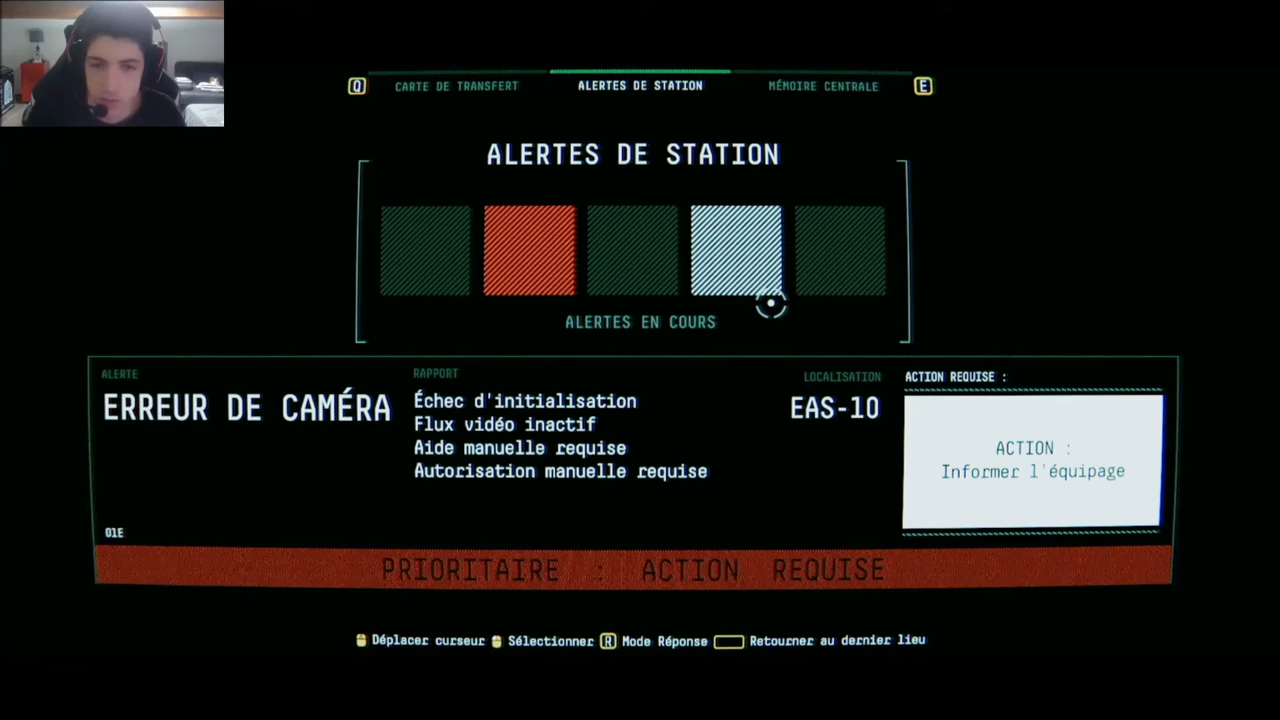 Q CARTE DE TRANSFERT ALERTES DE STATION MÉMOIRE CENTRALE E
ALERTES DE STATION
ALERTES EN COURS
ALERTE
ERREUR DE CAMÉRA
01E
RAPPORT
Échec d'initialisation
Flux vidéo inactif
Aide manuelle requise
Autorisation manuelle requise
LOCALISATION
EAS-10
ACTION REQUISE :
ACTION :
Informer l'équipage
PRIORITAIRE : ACTION REQUISE
Déplacer curseur Sélectionner R Mode Réponse Retourner au dernier lieu